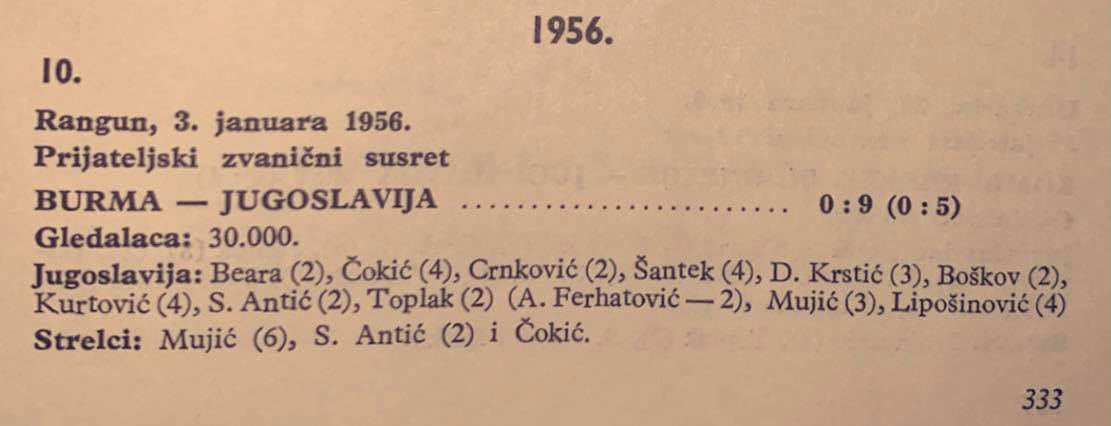 1956.
10.
Rangun, 3. januara 1956.
Prijateljski zvanični susret
BURMA — JUGOSLAVIJA ........................ 0 : 9 (0 : 5)
Gledalaca: 30.000.
Jugoslavija: Beara (2), Čokić (4), Crnković (2), Šantek (4), D. Krstić (3), Boškov (2),
Kurtović (4), S. Antić (2), Toplak (2) (A. Ferhatović — 2), Mujić (3), Lipošinović (4)
Strelci: Mujić (6), S. Antić (2) i Čokić.
333